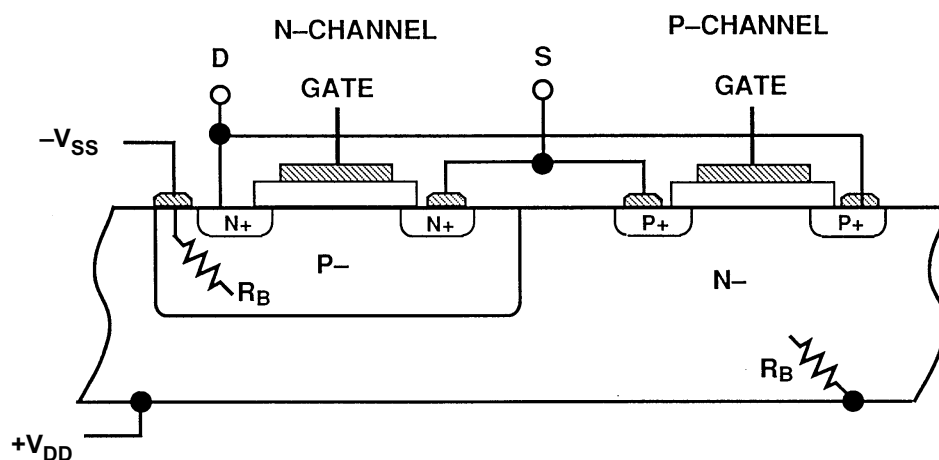 N–CHANNEL
P–CHANNEL
D
S
GATE
GATE
–VSS
N+
N+
P+
P+
P–
RB
N–
RB
+VDD